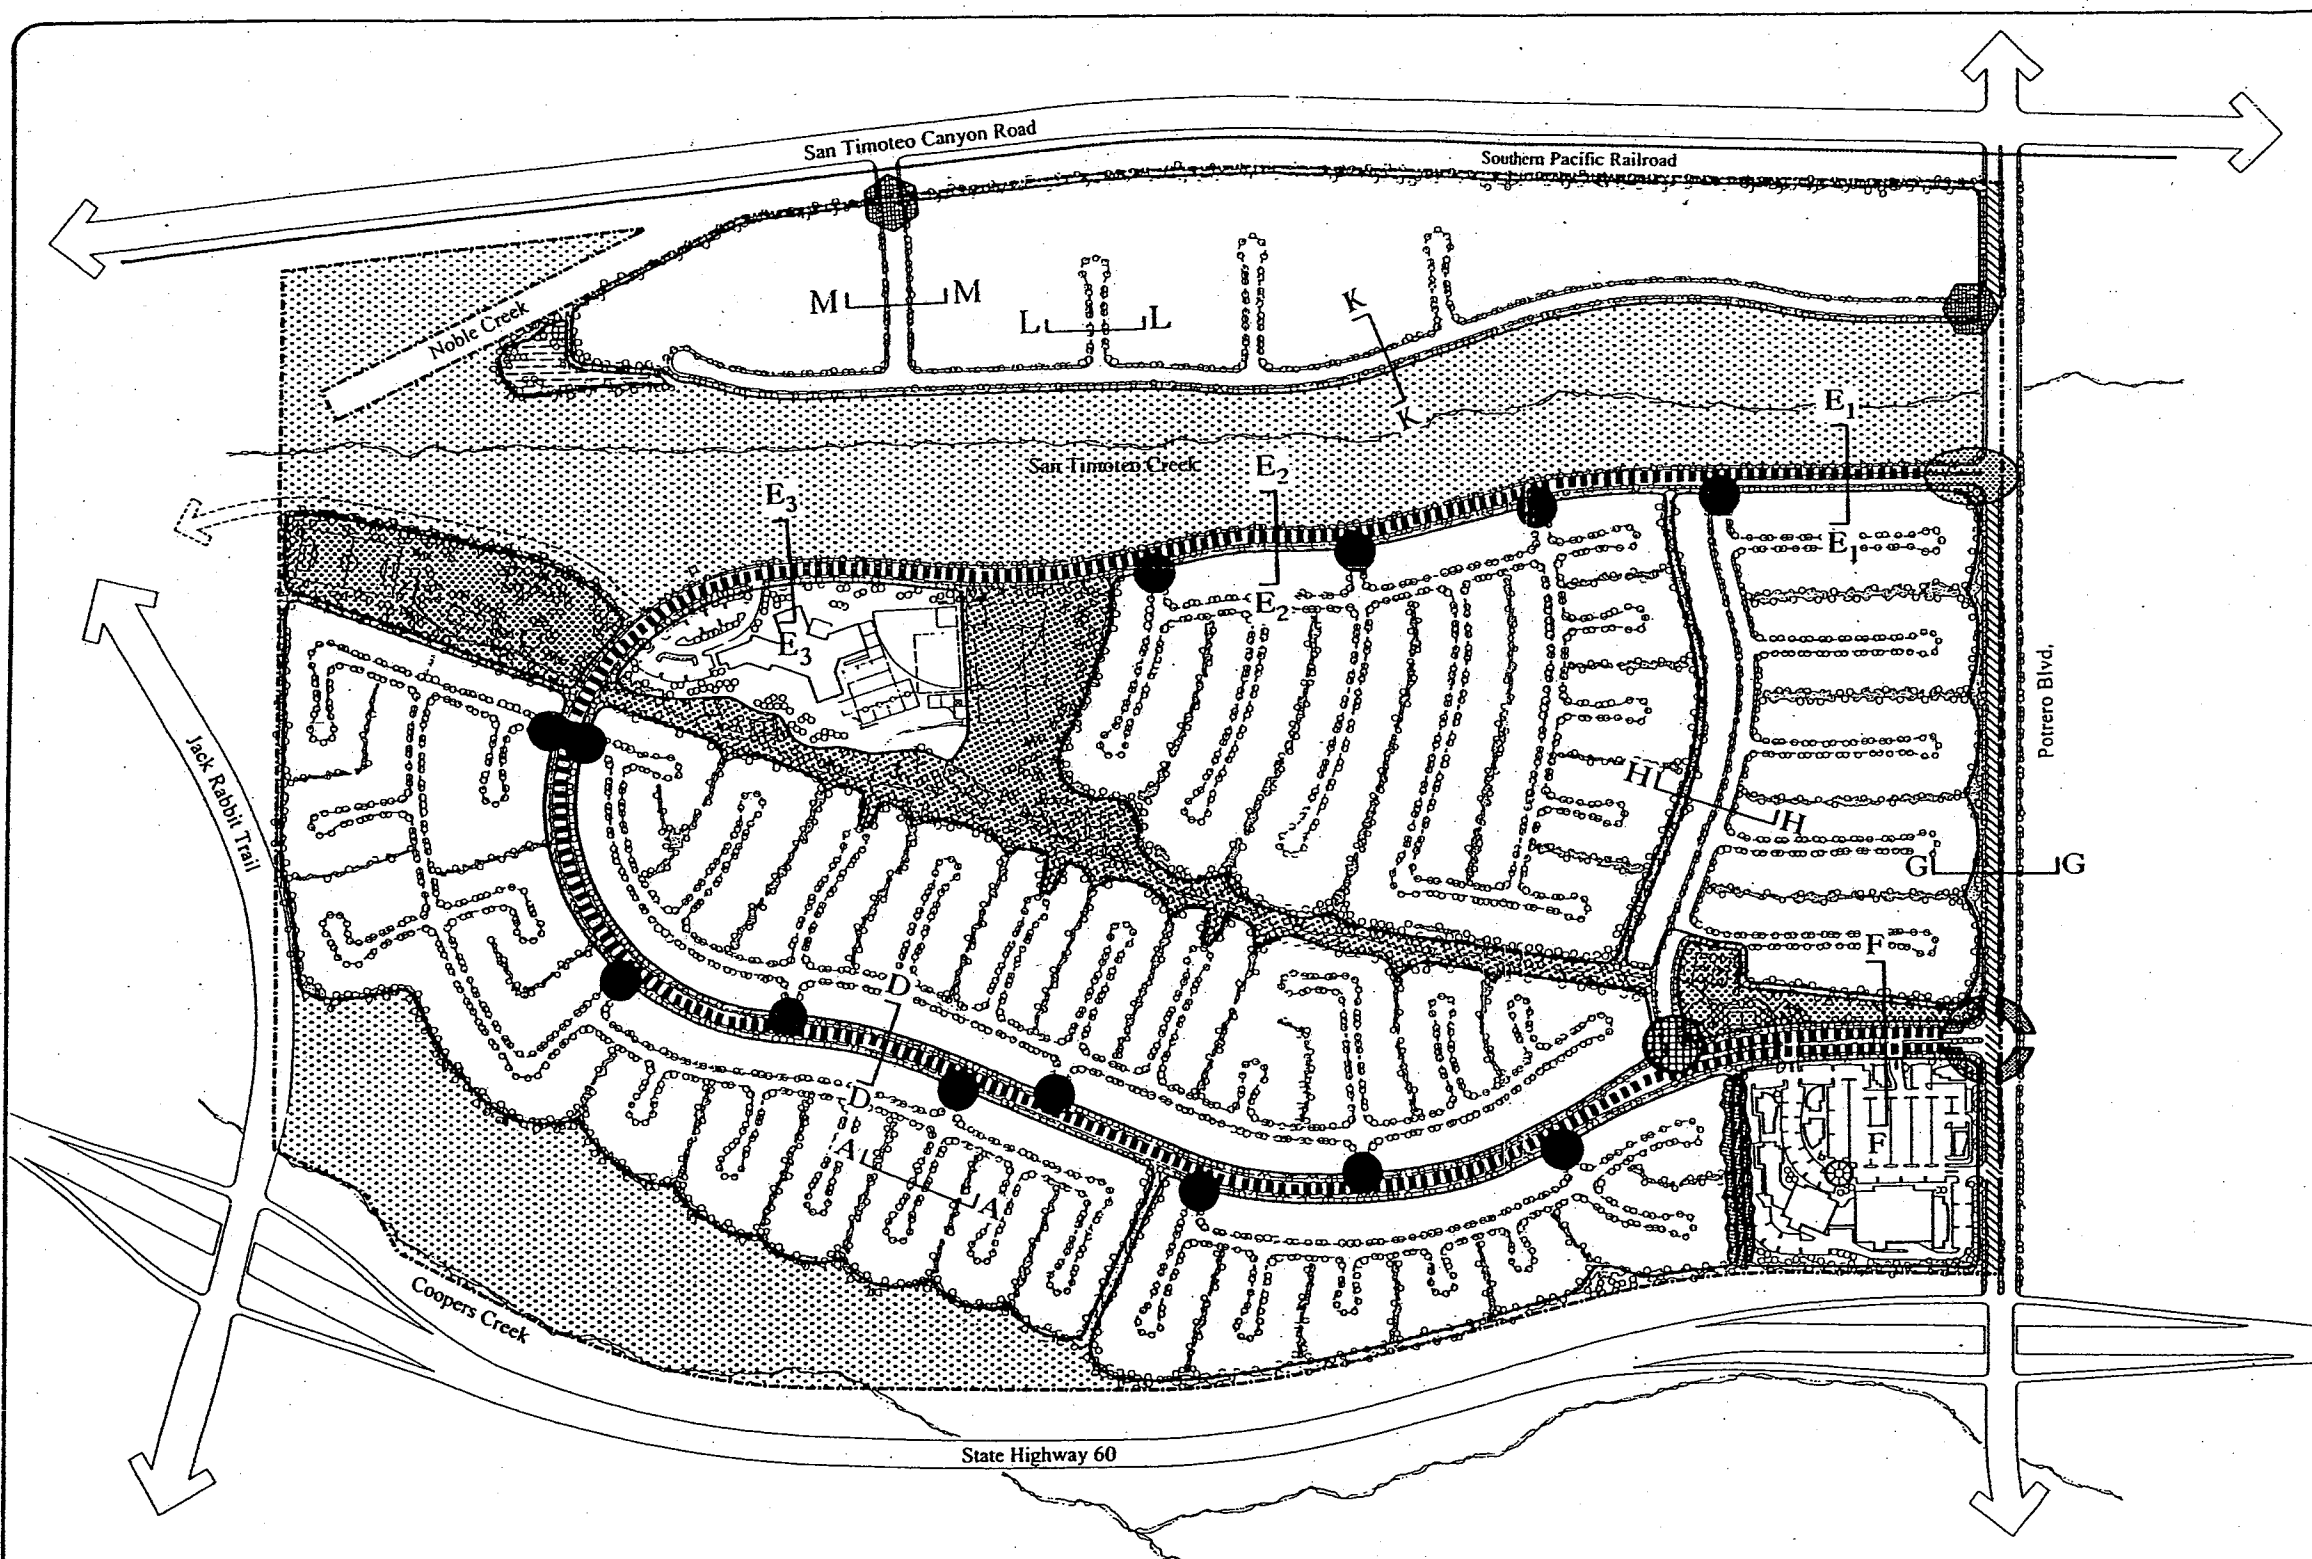 San Timoteo Canyon Road
Southern Pacific Railroad
M M
L L
K
Noble Creek
K
E1
San Timoteo Creek
E2
E3
E1
E2
E3
Potrero Blvd,
Jack Rabbit Trail
H
H
G G
F
D
D
F
A
A
Coopers Creek
State Highway 60